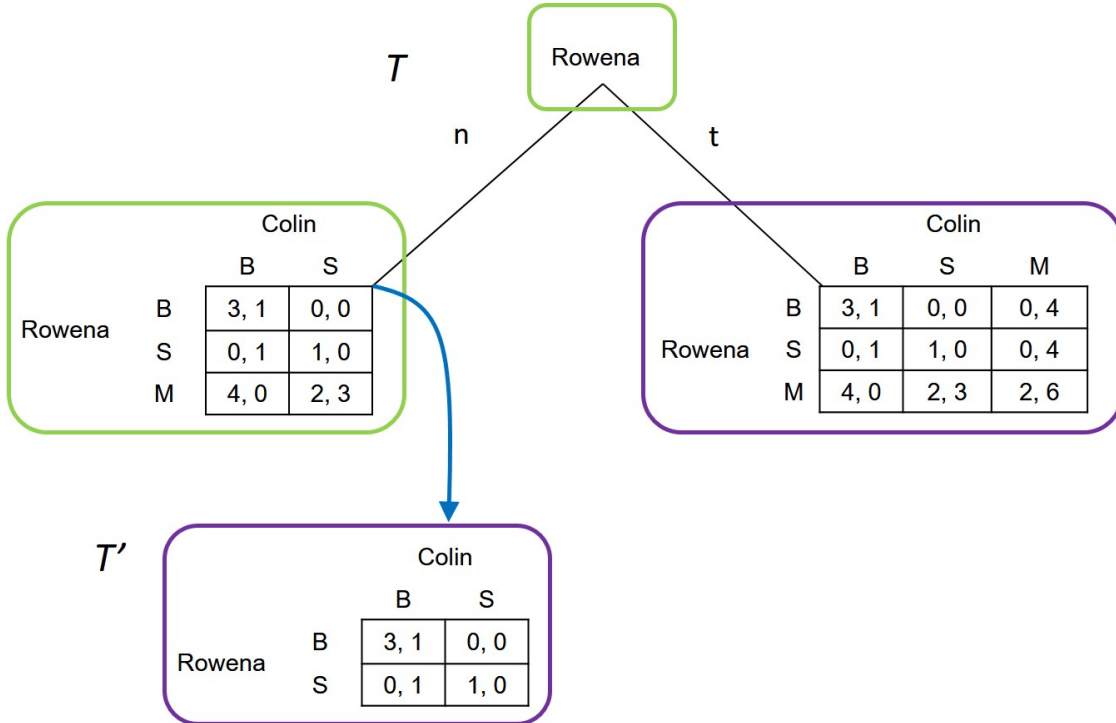 T
Rowena
n
t
Colin
B S
B 3, 1 0, 0
Rowena
S 0, 1 1, 0
M 4, 0 2, 3
Colin
B S M
B 3, 1 0, 0 0, 4
Rowena S 0, 1 1, 0 0, 4
M 4, 0 2, 3 2, 6
T’
Colin
B S
B 3, 1 0, 0
Rowena
S 0, 1 1, 0